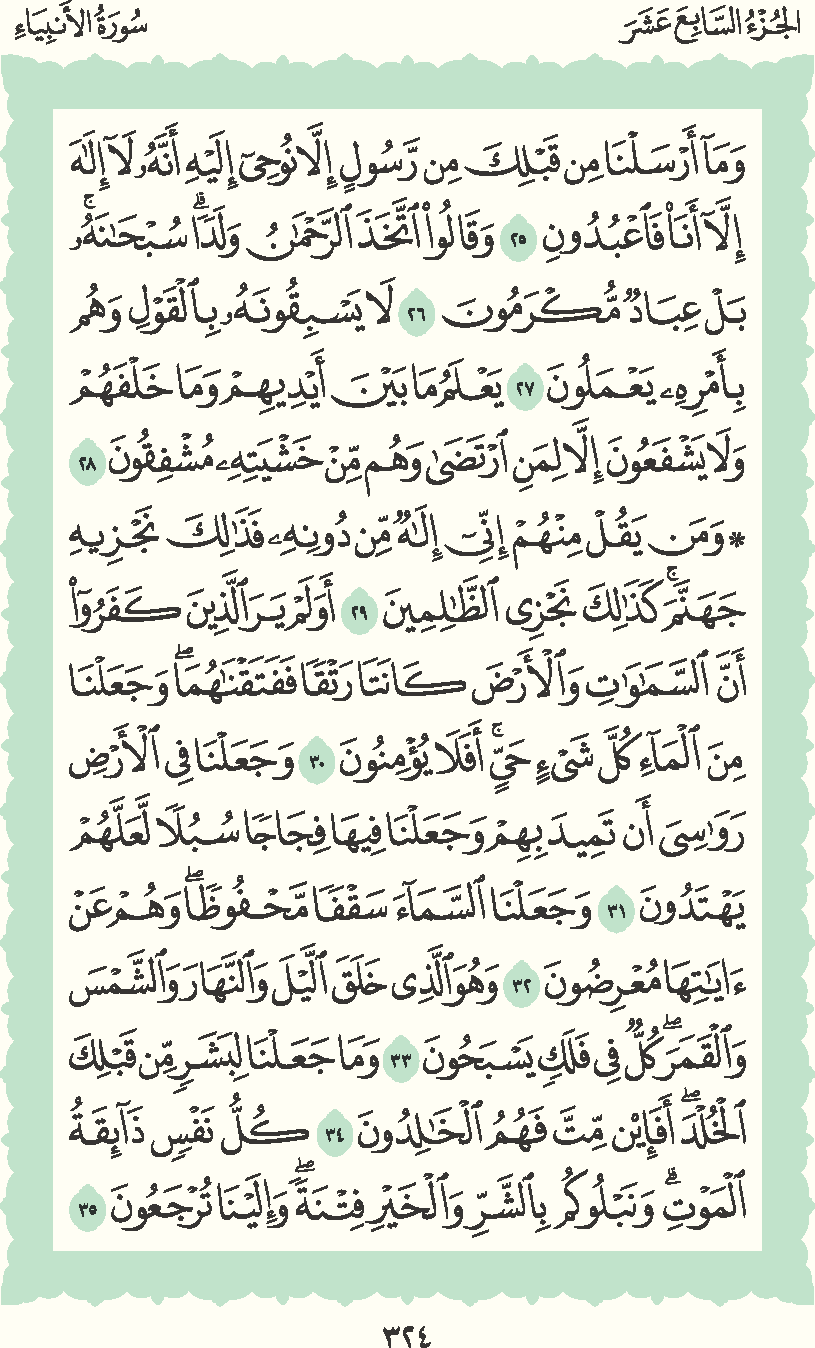 الجُزْءُ السَّابِعَ عَشَرَ
سُورَةُ الأَنبِيَاءِ
وَمَآ أَرْسَلْنَا مِن قَبْلِكَ مِن رَّسُولٍ إِلَّا نُوحِىٓ إِلَيْهِ أَنَّهُۥ لَآ إِلَٰهَ
إِلَّآ أَنَا۠ فَٱعْبُدُونِ ٢٥ وَقَالُوا۟ ٱتَّخَذَ ٱلرَّحْمَٰنُ وَلَدًا ۗ سُبْحَٰنَهُۥ ۚ
بَلْ عِبَادٌ مُّكْرَمُونَ ٢٦ لَا يَسْبِقُونَهُۥ بِٱلْقَوْلِ وَهُم
بِأَمْرِهِۦ يَعْمَلُونَ ٢٧ يَعْلَمُ مَا بَيْنَ أَيْدِيهِمْ وَمَا خَلْفَهُمْ
وَلَا يَشْفَعُونَ إِلَّا لِمَنِ ٱرْتَضَىٰ وَهُم مِّنْ خَشْيَتِهِۦ مُشْفِقُونَ ٢٨
* وَمَن يَقُلْ مِنْهُمْ إِنِّىٓ إِلَٰهٌ مِّن دُونِهِۦ فَذَٰلِكَ نَجْزِيهِ
جَهَنَّمَ ۚ كَذَٰلِكَ نَجْزِى ٱلظَّٰلِمِينَ ٢٩ أَوَلَمْ يَرَ ٱلَّذِينَ كَفَرُوٓا۟
أَنَّ ٱلسَّمَٰوَٰتِ وَٱلْأَرْضَ كَانَتَا رَتْقًا فَفَتَقْنَٰهُمَا ۖ وَجَعَلْنَا
مِنَ ٱلْمَآءِ كُلَّ شَىْءٍ حَىٍّ ۚ أَفَلَا يُؤْمِنُونَ ٣٠ وَجَعَلْنَا فِى ٱلْأَرْضِ
رَوَٰسِىَ أَن تَمِيدَ بِهِمْ وَجَعَلْنَا فِيهَا فِجَاجًا سُبُلًا لَّعَلَّهُمْ
يَهْتَدُونَ ٣١ وَجَعَلْنَا ٱلسَّمَآءَ سَقْفًا مَّحْفُوظًا ۖ وَهُمْ عَنْ
ءَايَٰتِهَا مُعْرِضُونَ ٣٢ وَهُوَ ٱلَّذِى خَلَقَ ٱلَّيْلَ وَٱلنَّهَارَ وَٱلشَّمْسَ
وَٱلْقَمَرَ ۖ كُلٌّ فِى فَلَكٍ يَسْبَحُونَ ٣٣ وَمَا جَعَلْنَا لِبَشَرٍ مِّن قَبْلِكَ
ٱلْخُلْدَ ۖ أَفَإِي۟ن مِّتَّ فَهُمُ ٱلْخَٰلِدُونَ ٣٤ كُلُّ نَفْسٍ ذَآئِقَةُ
ٱلْمَوْتِ ۗ وَنَبْلُوكُم بِٱلشَّرِّ وَٱلْخَيْرِ فِتْنَةً ۖ وَإِلَيْنَا تُرْجَعُونَ ٣٥
٣٢٤